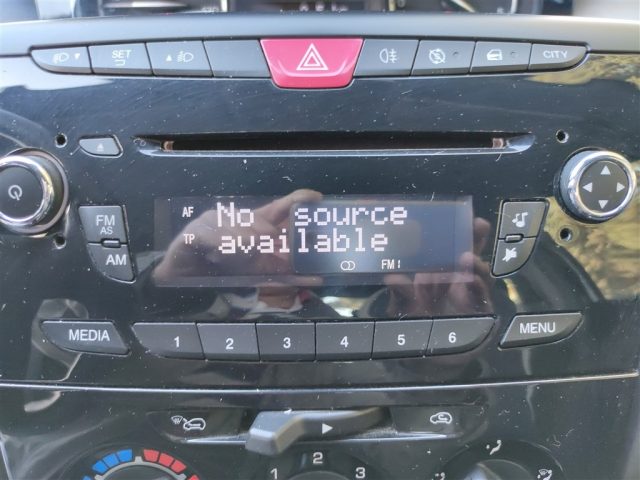 SET
CITY
AF No source
TP available
FM 1
FM
AS
AM
MEDIA
1 2 3 4 5 6
MENU
1 2 3